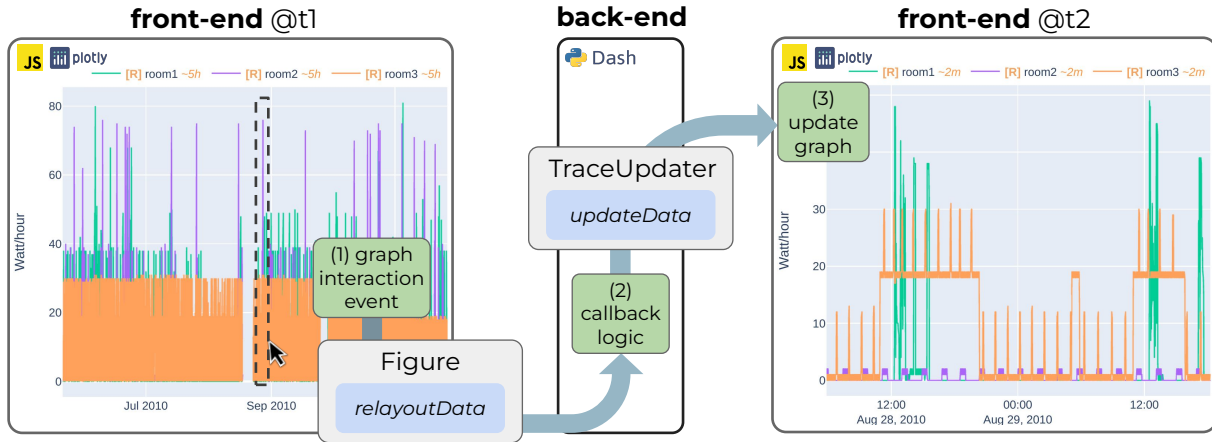 front-end @t1
JS plotly
[R] room1 ~5h [R] room2 ~5h [R] room3 ~5h
80
60
40
20
0
Watt/hour
Jul 2010
Sep 2010
(1) graph
interaction
event
Figure
relayoutData
back-end
Dash
TraceUpdater
updateData
(2)
callback
logic
front-end @t2
JS plotly
[R] room1 ~2m [R] room2 ~2m [R] room3 ~2m
(3)
update
graph
30
20
10
0
Watt/hour
12:00
Aug 28, 2010
00:00
Aug 29, 2010
12:00